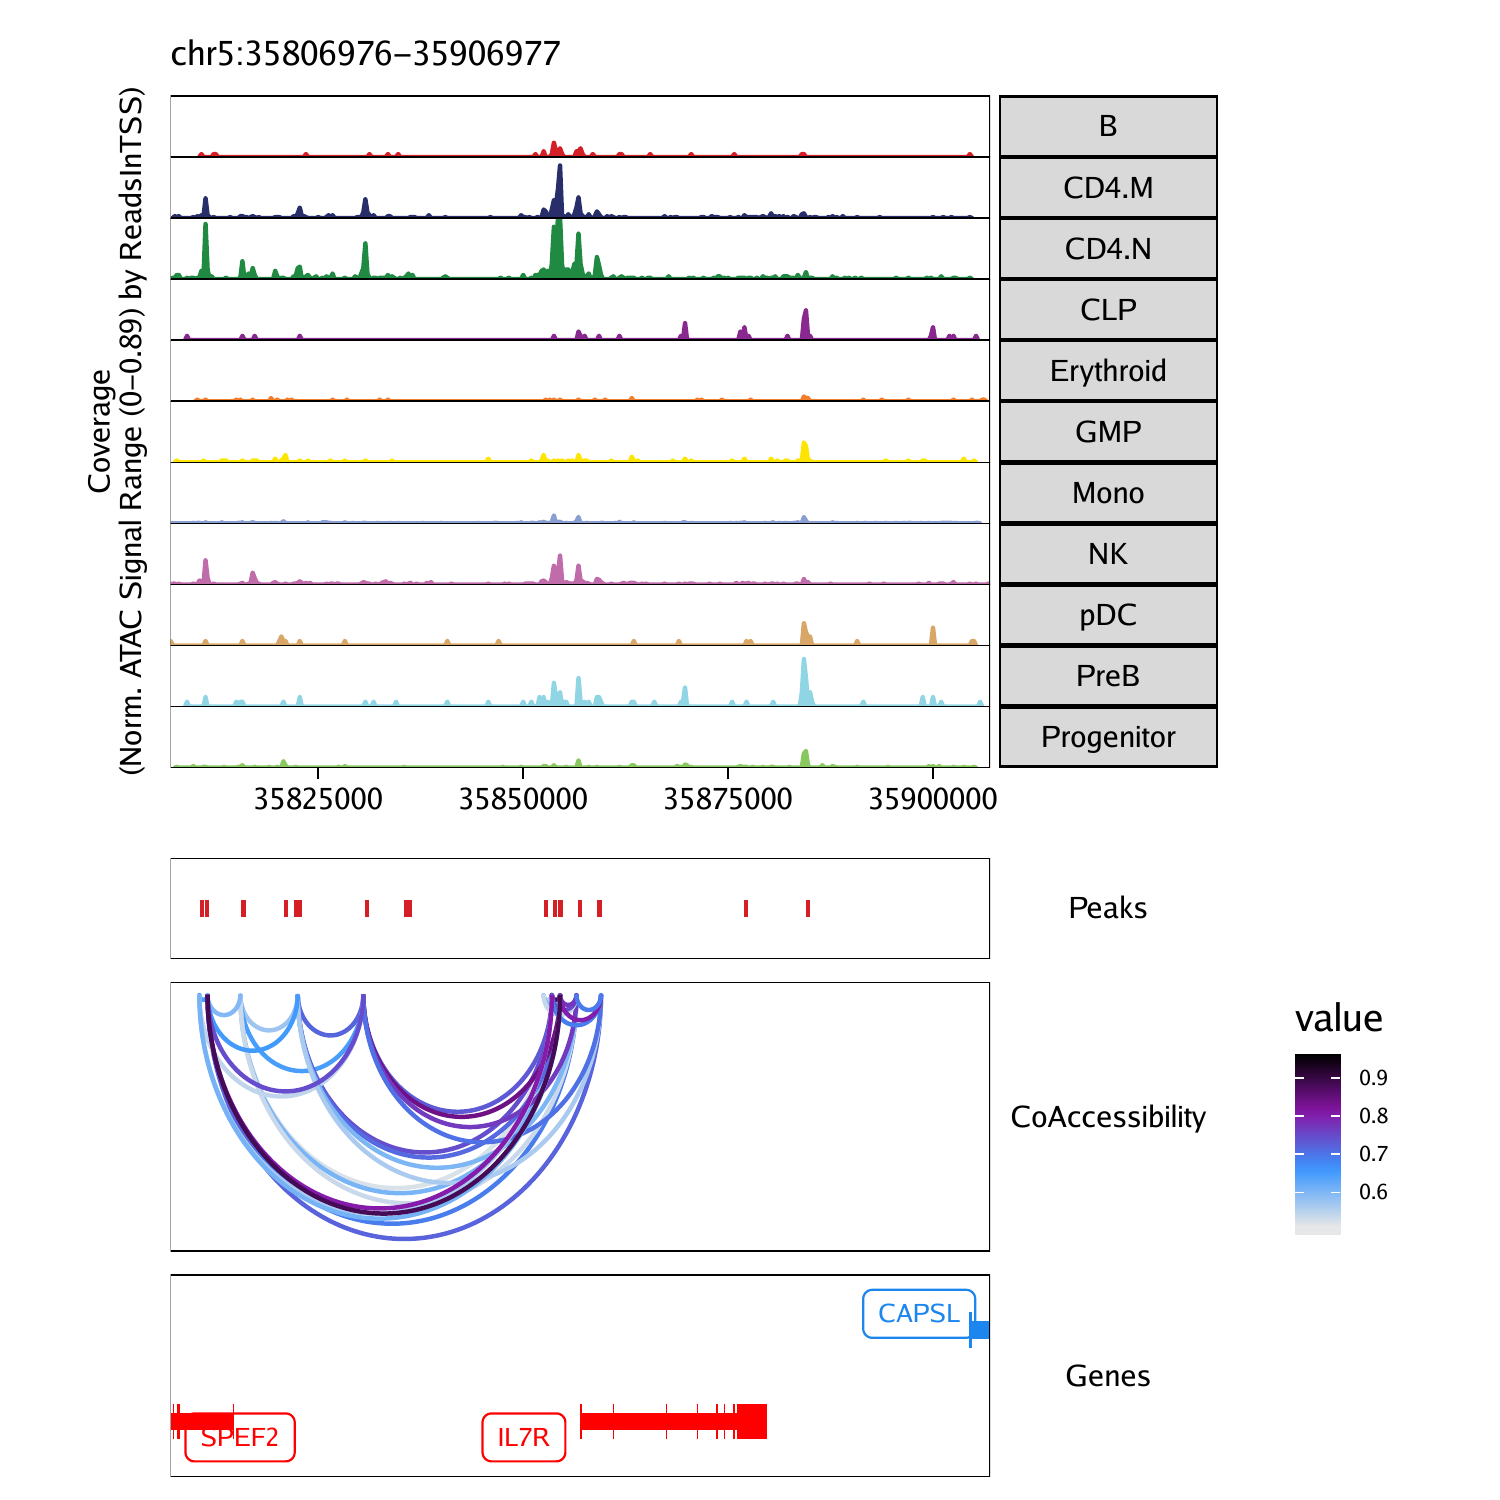 chr5:35806976–35906977
Coverage
(Norm. ATAC Signal Range (0–0.89) by ReadsInTSS)
B
CD4.M
CD4.N
CLP
Erythroid
GMP
Mono
NK
pDC
PreB
Progenitor
35825000 35850000 35875000 35900000
Peaks
CoAccessibility
value
0.9
0.8
0.7
0.6
CAPSL
Genes
SPEF2 IL7R